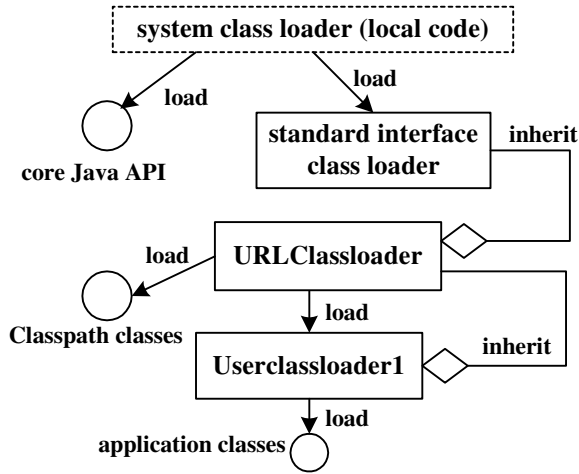 system class loader (local code)
load
load
core Java API
standard interface
class loader
inherit
URLClassloader
load
Classpath classes
load
Userclassloader1
inherit
load
application classes